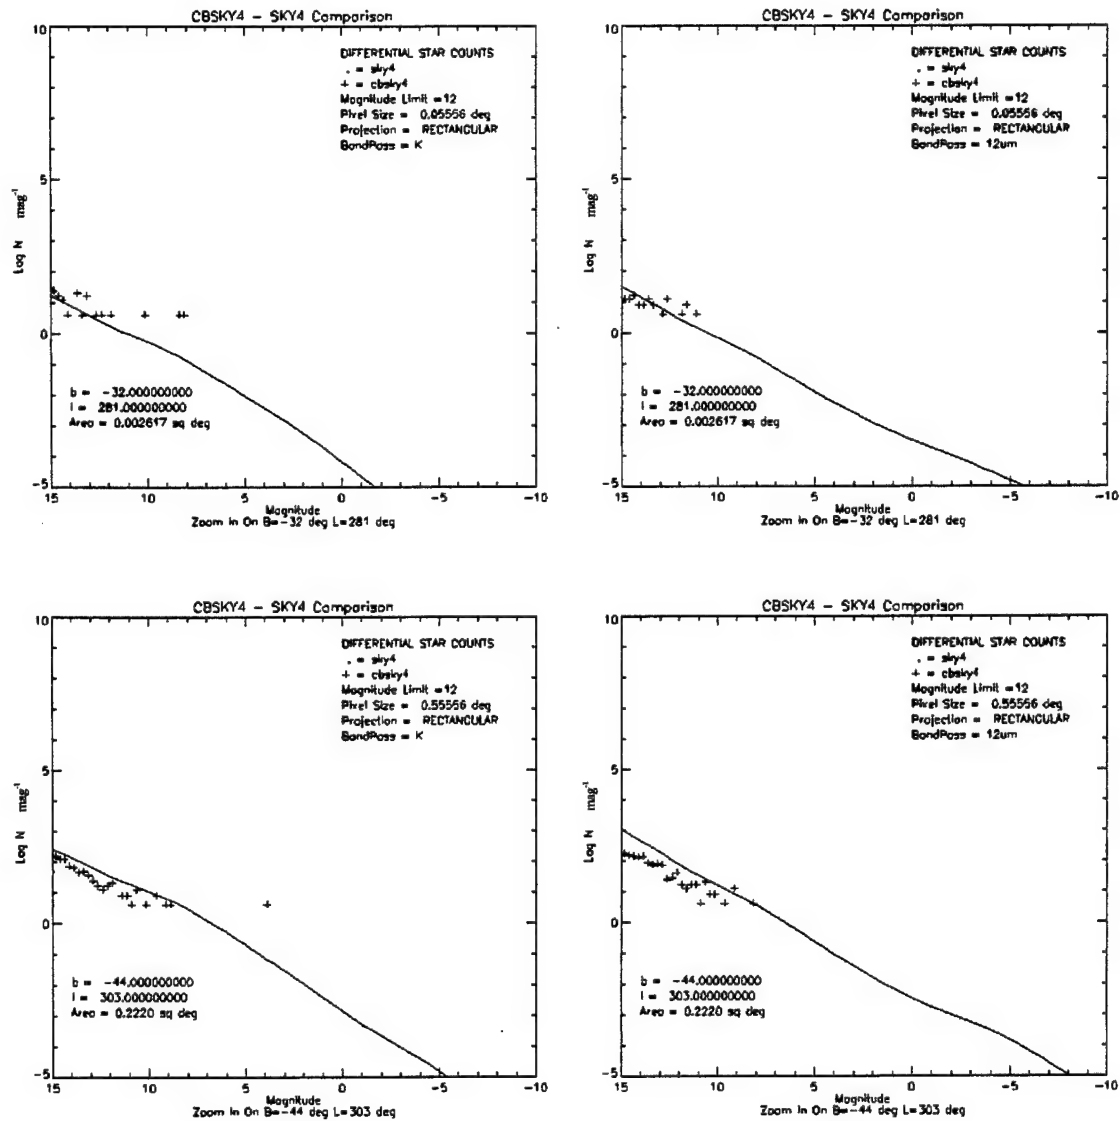 CBSKY4 – SKY4 Comparison
10
DIFFERENTIAL STAR COUNTS
. = sky4
+ = cbsky4
Magnitude Limit =12
Pixel Size = 0.05556 deg
Projection = RECTANGULAR
BandPass = K
5
Log N mag⁻¹
0
b = −32.000000000
l = 281.000000000
Area = 0.002617 sq deg
−5
15 10 5 0 −5 −10
Magnitude
Zoom In On B=−32 deg L=281 deg
CBSKY4 – SKY4 Comparison
10
DIFFERENTIAL STAR COUNTS
. = sky4
+ = cbsky4
Magnitude Limit =12
Pixel Size = 0.05556 deg
Projection = RECTANGULAR
BandPass = 12um
5
Log N mag⁻¹
0
b = −32.000000000
l = 281.000000000
Area = 0.002617 sq deg
−5
15 10 5 0 −5 −10
Magnitude
Zoom In On B=−32 deg L=281 deg
CBSKY4 – SKY4 Comparison
10
DIFFERENTIAL STAR COUNTS
. = sky4
+ = cbsky4
Magnitude Limit =12
Pixel Size = 0.55556 deg
Projection = RECTANGULAR
BandPass = K
5
Log N mag⁻¹
0
b = −44.000000000
l = 303.000000000
Area = 0.2220 sq deg
−5
15 10 5 0 −5 −10
Magnitude
Zoom In On B=−44 deg L=303 deg
CBSKY4 – SKY4 Comparison
10
DIFFERENTIAL STAR COUNTS
. = sky4
+ = cbsky4
Magnitude Limit =12
Pixel Size = 0.55556 deg
Projection = RECTANGULAR
BandPass = 12um
5
Log N mag⁻¹
0
b = −44.000000000
l = 303.000000000
Area = 0.2220 sq deg
−5
15 10 5 0 −5 −10
Magnitude
Zoom In On B=−44 deg L=303 deg